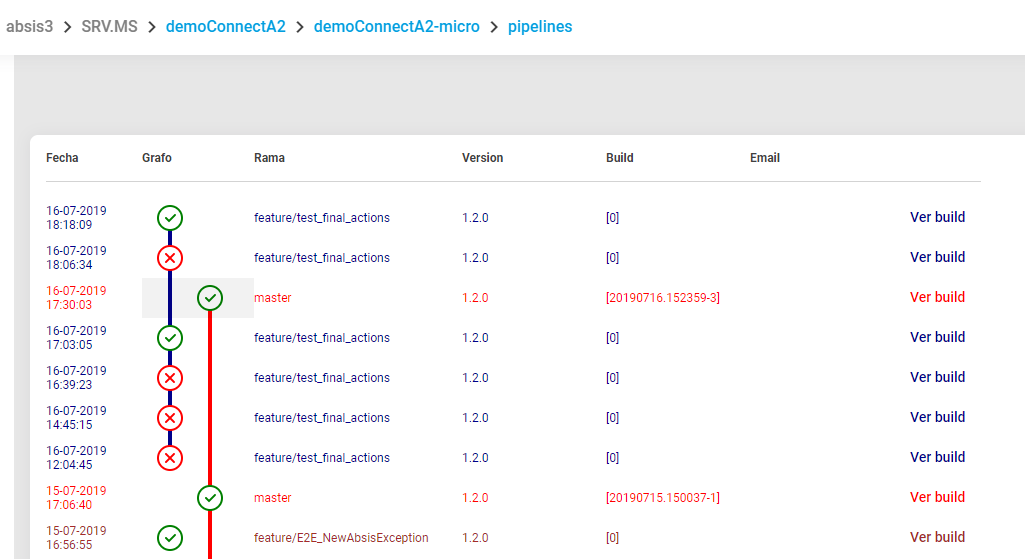 absis3 > SRV.MS > demoConnectA2 > demoConnectA2-micro > pipelines
Fecha Grafo Rama Version Build Email
16-07-2019
18:18:09 feature/test_final_actions 1.2.0 [0] Ver build
16-07-2019
18:06:34 feature/test_final_actions 1.2.0 [0] Ver build
16-07-2019
17:30:03 master 1.2.0 [20190716.152359-3] Ver build
16-07-2019
17:03:05 feature/test_final_actions 1.2.0 [0] Ver build
16-07-2019
16:39:23 feature/test_final_actions 1.2.0 [0] Ver build
16-07-2019
14:45:15 feature/test_final_actions 1.2.0 [0] Ver build
16-07-2019
12:04:45 feature/test_final_actions 1.2.0 [0] Ver build
15-07-2019
17:06:40 master 1.2.0 [20190715.150037-1] Ver build
15-07-2019
16:56:55 feature/E2E_NewAbsisException 1.2.0 [0] Ver build